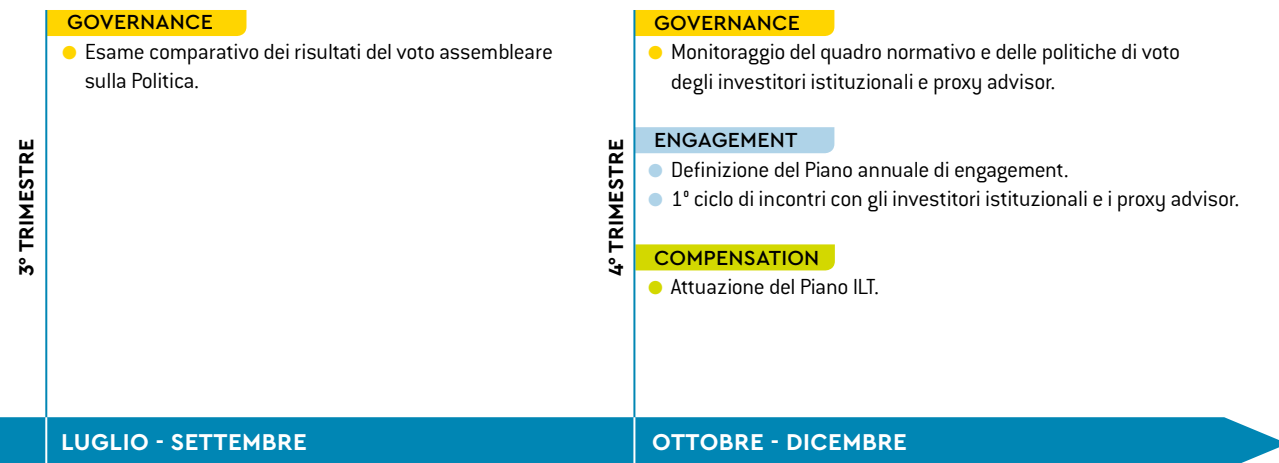 3° TRIMESTRE
GOVERNANCE
Esame comparativo dei risultati del voto assembleare
sulla Politica.
LUGLIO - SETTEMBRE
4° TRIMESTRE
GOVERNANCE
Monitoraggio del quadro normativo e delle politiche di voto
degli investitori istituzionali e proxy advisor.
ENGAGEMENT
Definizione del Piano annuale di engagement.
1° ciclo di incontri con gli investitori istituzionali e i proxy advisor.
COMPENSATION
Attuazione del Piano ILT.
OTTOBRE - DICEMBRE